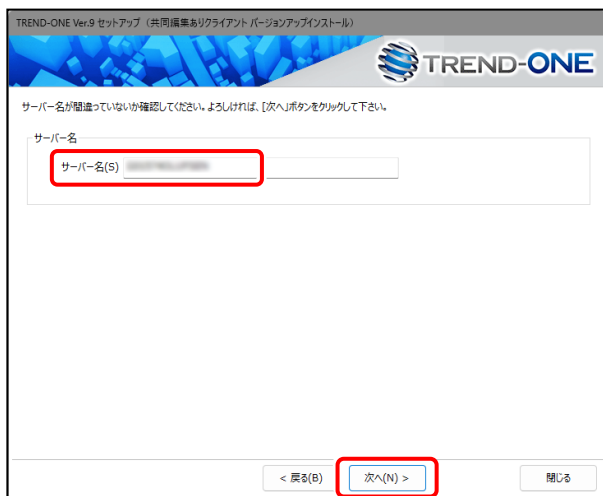 TREND-ONE Ver.9 セットアップ（共同編集ありクライアント バージョンアップインストール）
TREND-ONE
サーバー名が間違っていないか確認してください。よろしければ、[次へ]ボタンをクリックして下さい。
サーバー名
サーバー名(S)
< 戻る(B)
次へ(N) >
閉じる